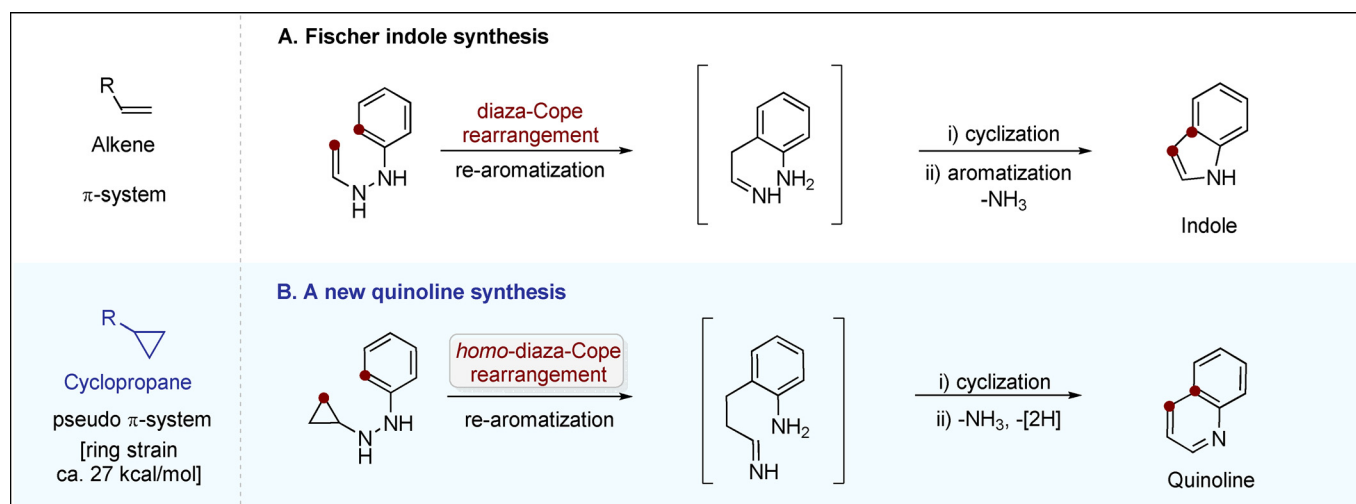 A. Fischer indole synthesis
R
Alkene
π-system
diaza-Cope
rearrangement
re-aromatization
N
H
NH
NH
NH2
i) cyclization
ii) aromatization
-NH3
NH
Indole
B. A new quinoline synthesis
R
Cyclopropane
pseudo π-system
[ring strain
ca. 27 kcal/mol]
homo-diaza-Cope
rearrangement
re-aromatization
N
H
NH
NH2
NH
i) cyclization
ii) -NH3, -[2H]
N
Quinoline